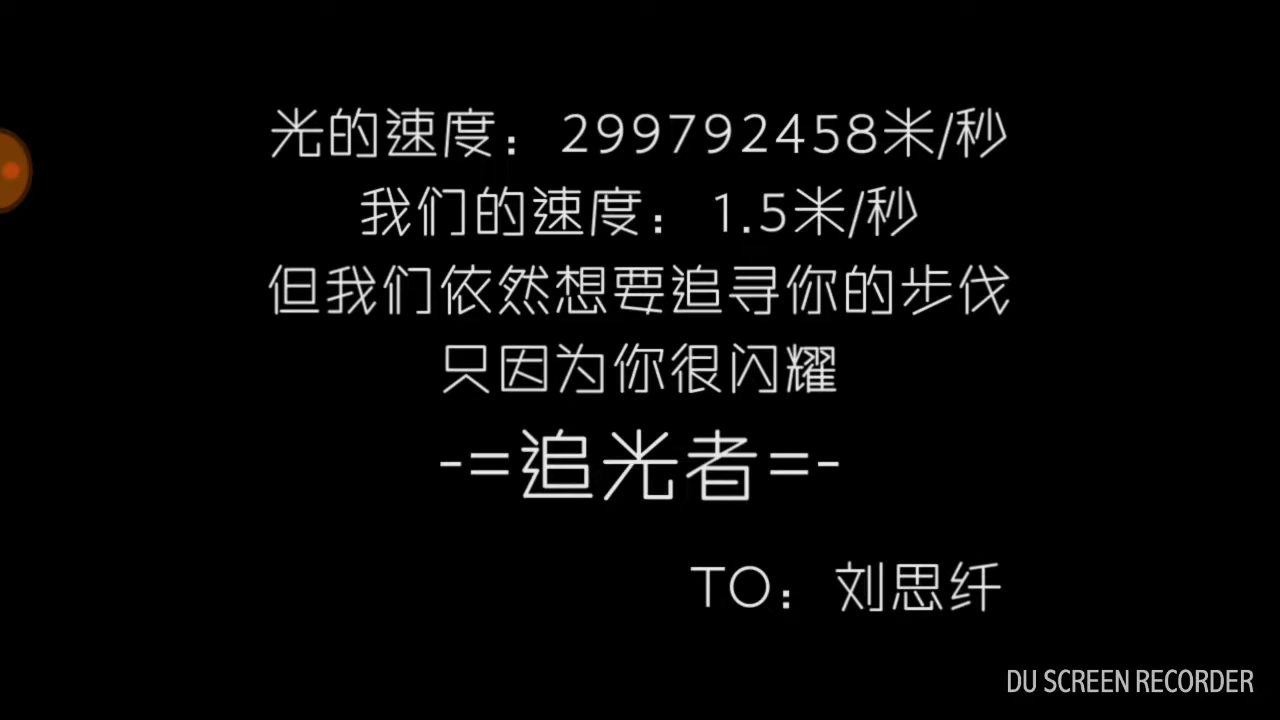 光的速度：299792458米/秒
我们的速度：1.5米/秒
但我们依然想要追寻你的步伐
只因为你很闪耀
-=追光者=-
TO：刘思纤
DU SCREEN RECORDER